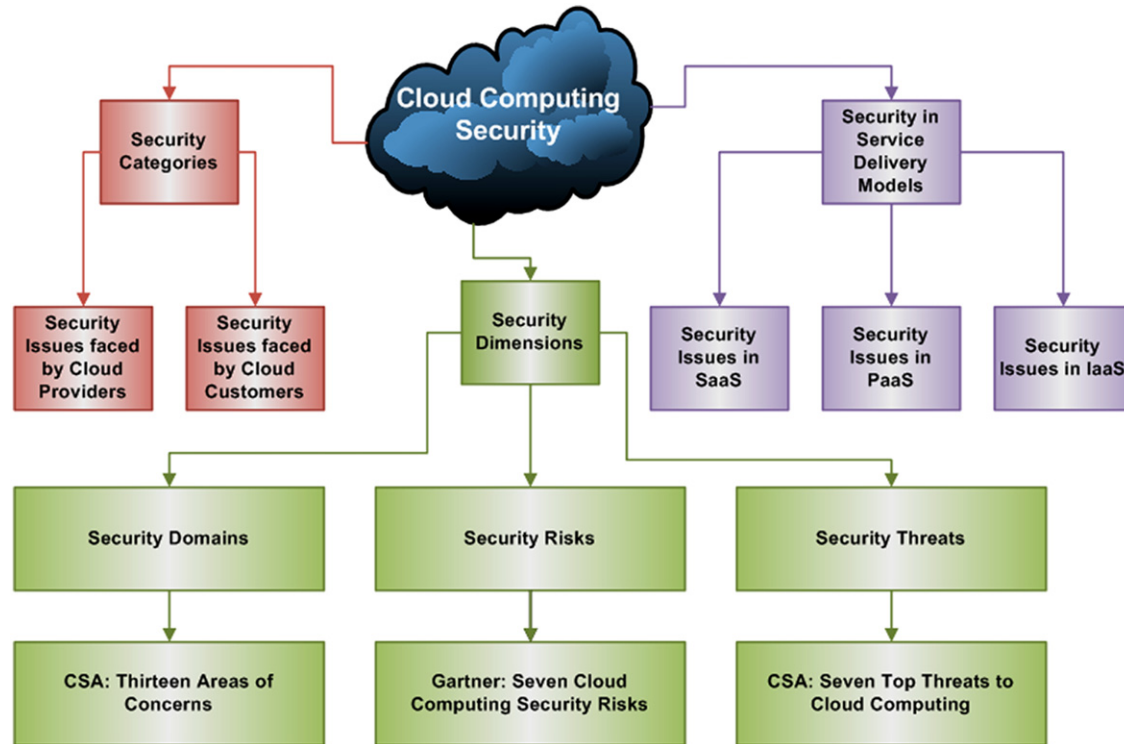 Cloud Computing
Security
Security
Categories
Security in
Service
Delivery
Models
Security
Issues faced
by Cloud
Providers
Security
Issues faced
by Cloud
Customers
Security
Dimensions
Security
Issues in
SaaS
Security
Issues in
PaaS
Security
Issues in IaaS
Security Domains
Security Risks
Security Threats
CSA: Thirteen Areas of
Concerns
Gartner: Seven Cloud
Computing Security Risks
CSA: Seven Top Threats to
Cloud Computing